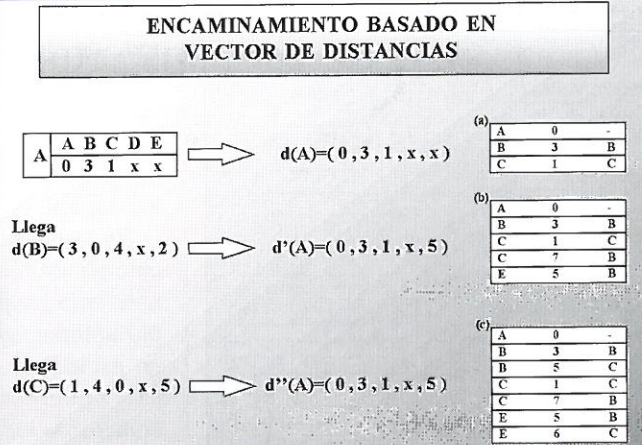 ENCAMINAMIENTO BASADO EN
VECTOR DE DISTANCIAS
A B C D E
A
0 3 1 x x
d(A)=( 0 , 3 , 1 , x , x )
(a)
A 0 -
B 3 B
C 1 C
Llega
d(B)=( 3 , 0 , 4 , x , 2 )
d'(A)=( 0 , 3 , 1 , x , 5 )
(b)
A 0 -
B 3 B
C 1 C
C 7 B
E 5 B
Llega
d(C)=( 1 , 4 , 0 , x , 5 )
d''(A)=( 0 , 3 , 1 , x , 5 )
(c)
A 0 -
B 3 B
B 5 C
C 1 C
C 7 B
E 5 B
E 6 C